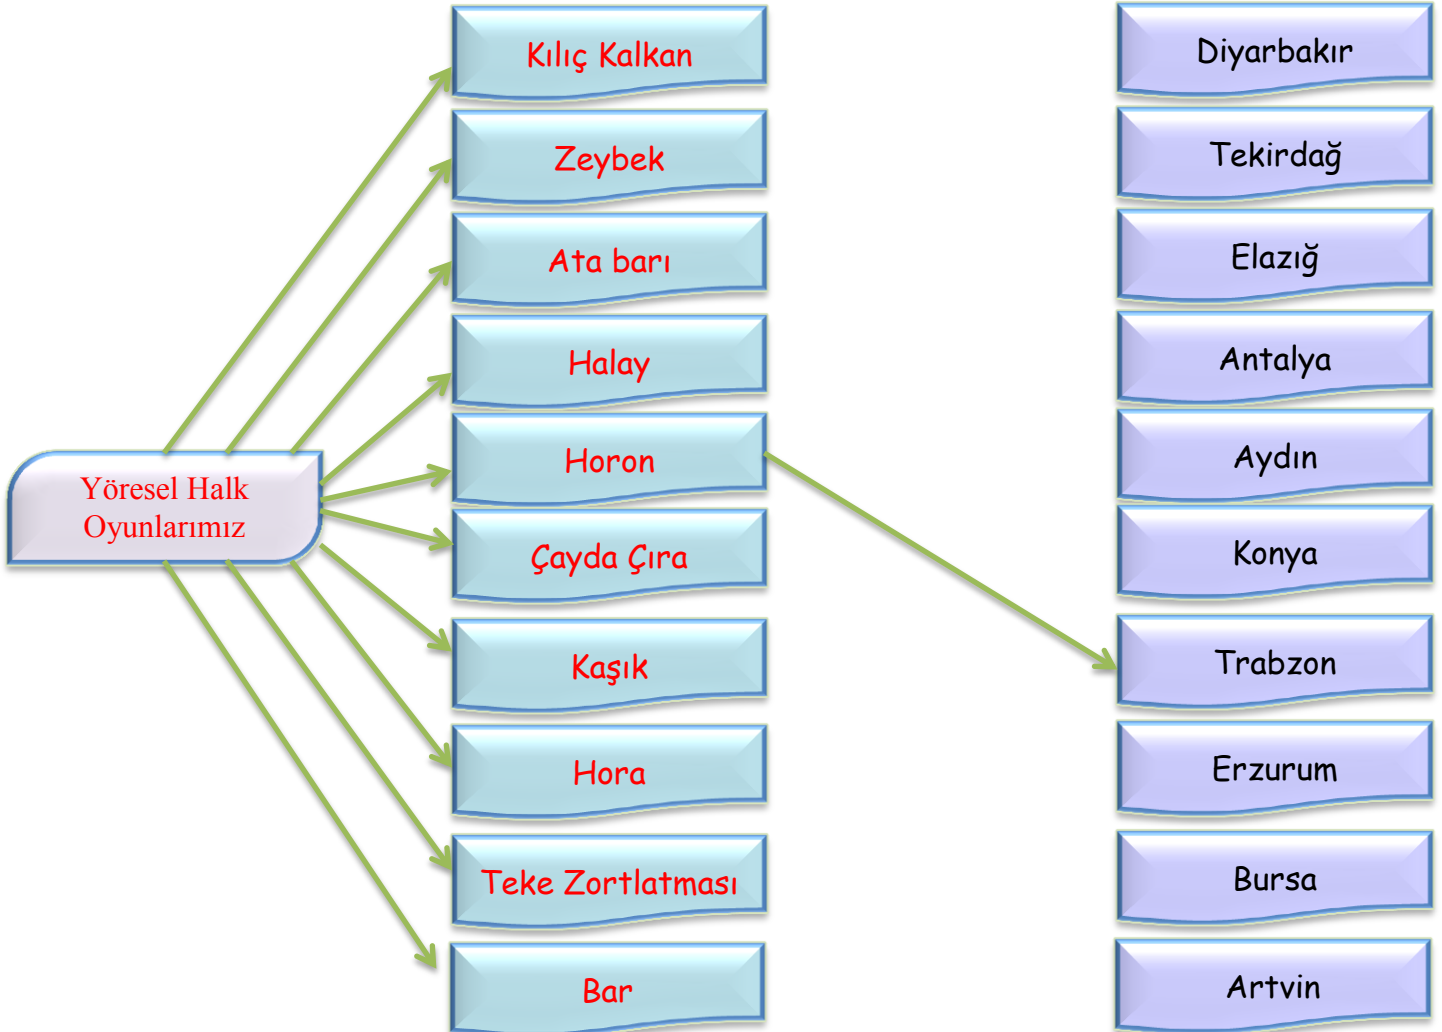 Yöresel Halk
Oyunlarımız
Kılıç Kalkan
Zeybek
Ata barı
Halay
Horon
Çayda Çıra
Kaşık
Hora
Teke Zortlatması
Bar
Diyarbakır
Tekirdağ
Elazığ
Antalya
Aydın
Konya
Trabzon
Erzurum
Bursa
Artvin